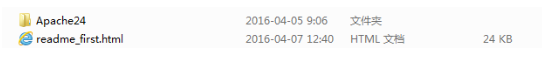 Apache24 2016-04-05 9:06 文件夹
readme_first.html 2016-04-07 12:40 HTML 文档 24 KB